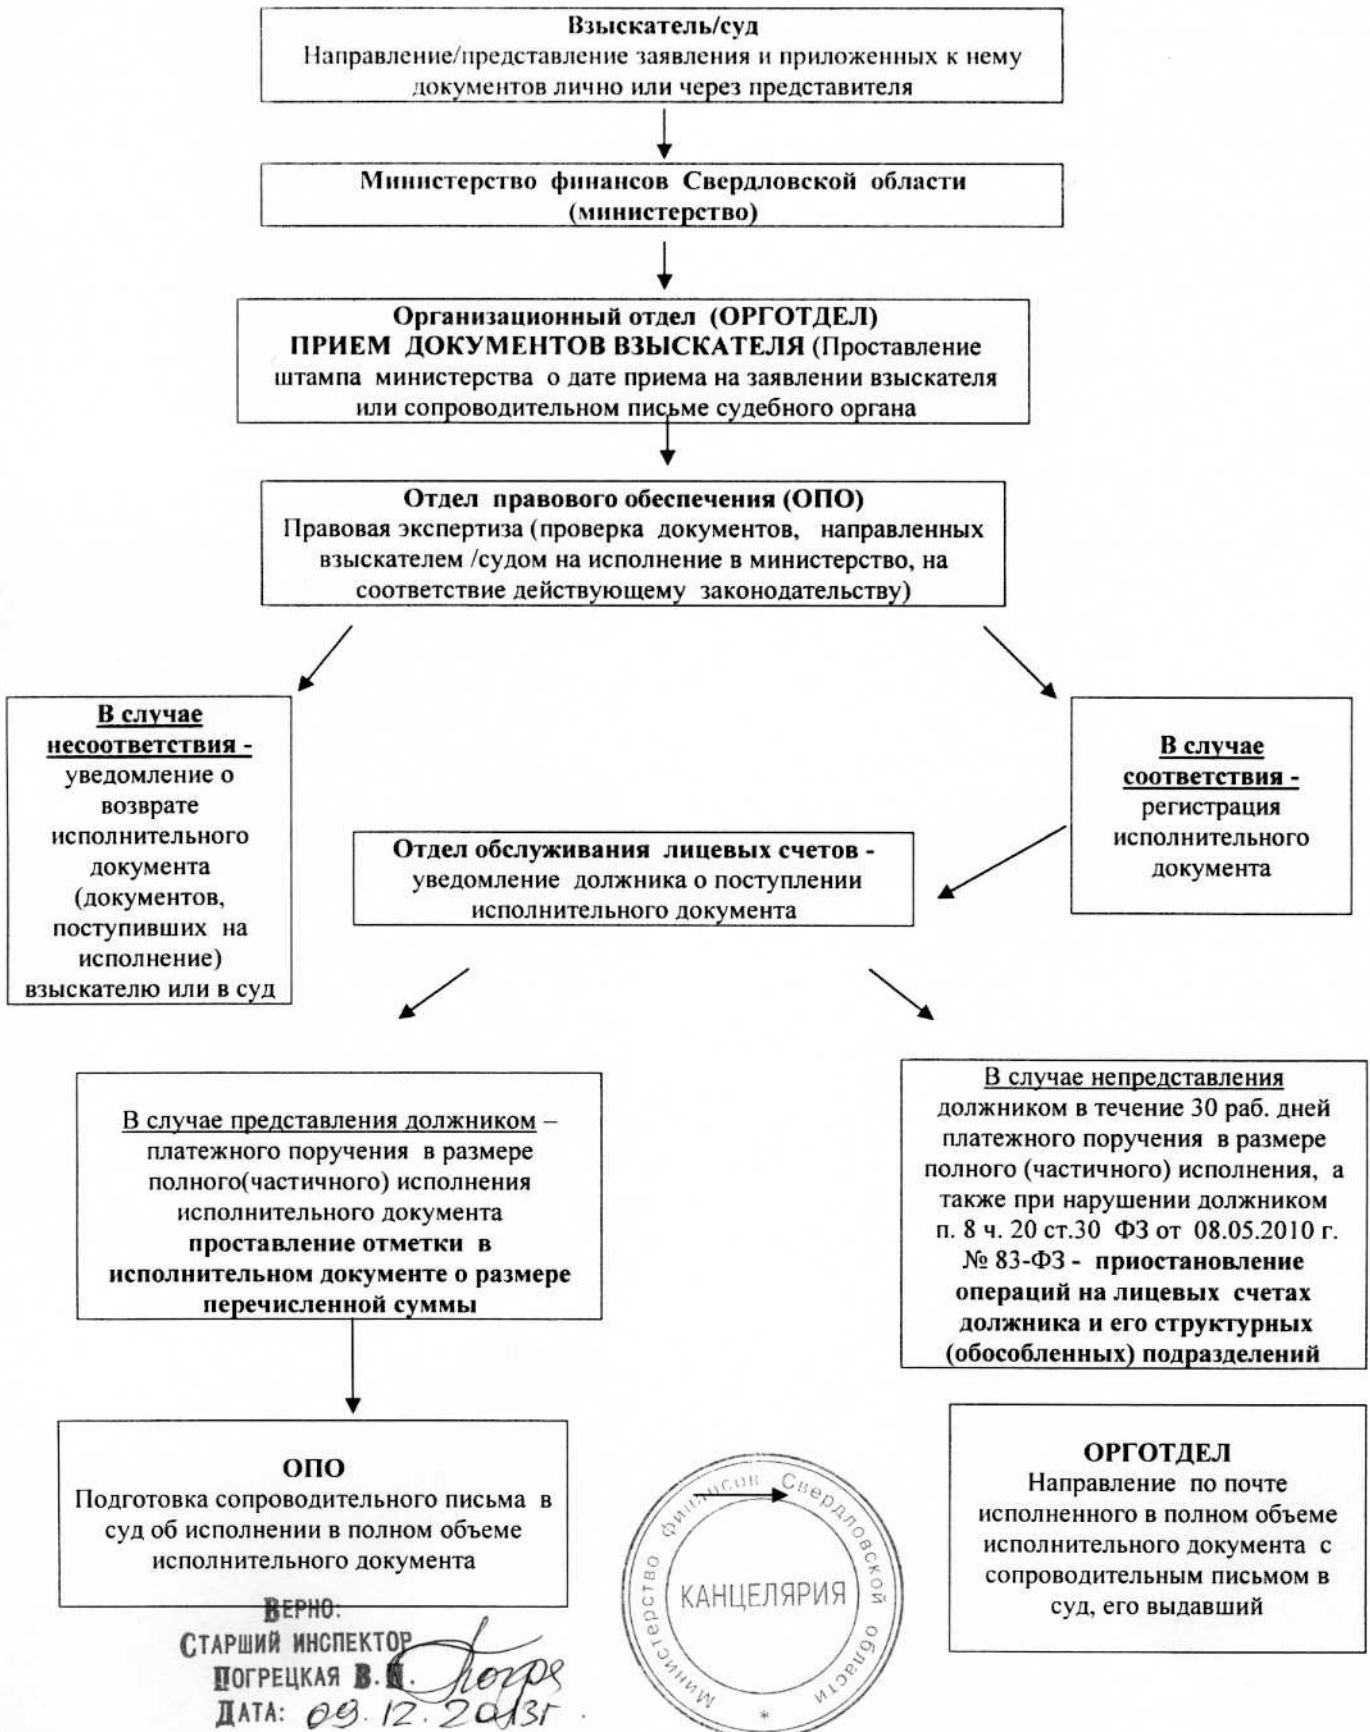 Взыскатель/суд
Направление/представление заявления и приложенных к нему
документов лично или через представителя
Министерство финансов Свердловской области
(министерство)
Организационный отдел (ОРГОТДЕЛ)
ПРИЕМ ДОКУМЕНТОВ ВЗЫСКАТЕЛЯ (Проставление
штампа министерства о дате приема на заявлении взыскателя
или сопроводительном письме судебного органа
Отдел правового обеспечения (ОПО)
Правовая экспертиза (проверка документов, направленных
взыскателем /судом на исполнение в министерство, на
соответствие действующему законодательству)
В случае
несоответствия -
уведомление о
возврате
исполнительного
документа
(документов,
поступивших на
исполнение)
взыскателю или в суд
В случае
соответствия -
регистрация
исполнительного
документа
Отдел обслуживания лицевых счетов -
уведомление должника о поступлении
исполнительного документа
В случае представления должником –
платежного поручения в размере
полного(частичного) исполнения
исполнительного документа
проставление отметки в
исполнительном документе о размере
перечисленной суммы
В случае непредставления
должником в течение 30 раб. дней
платежного поручения в размере
полного (частичного) исполнения, а
также при нарушении должником
п. 8 ч. 20 ст.30 ФЗ от 08.05.2010 г.
№ 83-ФЗ - приостановление
операций на лицевых счетах
должника и его структурных
(обособленных) подразделений
ОПО
Подготовка сопроводительного письма в
суд об исполнении в полном объеме
исполнительного документа
ОРГОТДЕЛ
Направление по почте
исполненного в полном объеме
исполнительного документа с
сопроводительным письмом в
суд, его выдавший
Министерство финансов Свердловской области *
КАНЦЕЛЯРИЯ
ВЕРНО:
СТАРШИЙ ИНСПЕКТОР
ПОГРЕЦКАЯ В.
ДАТА: 09.12.2013г.